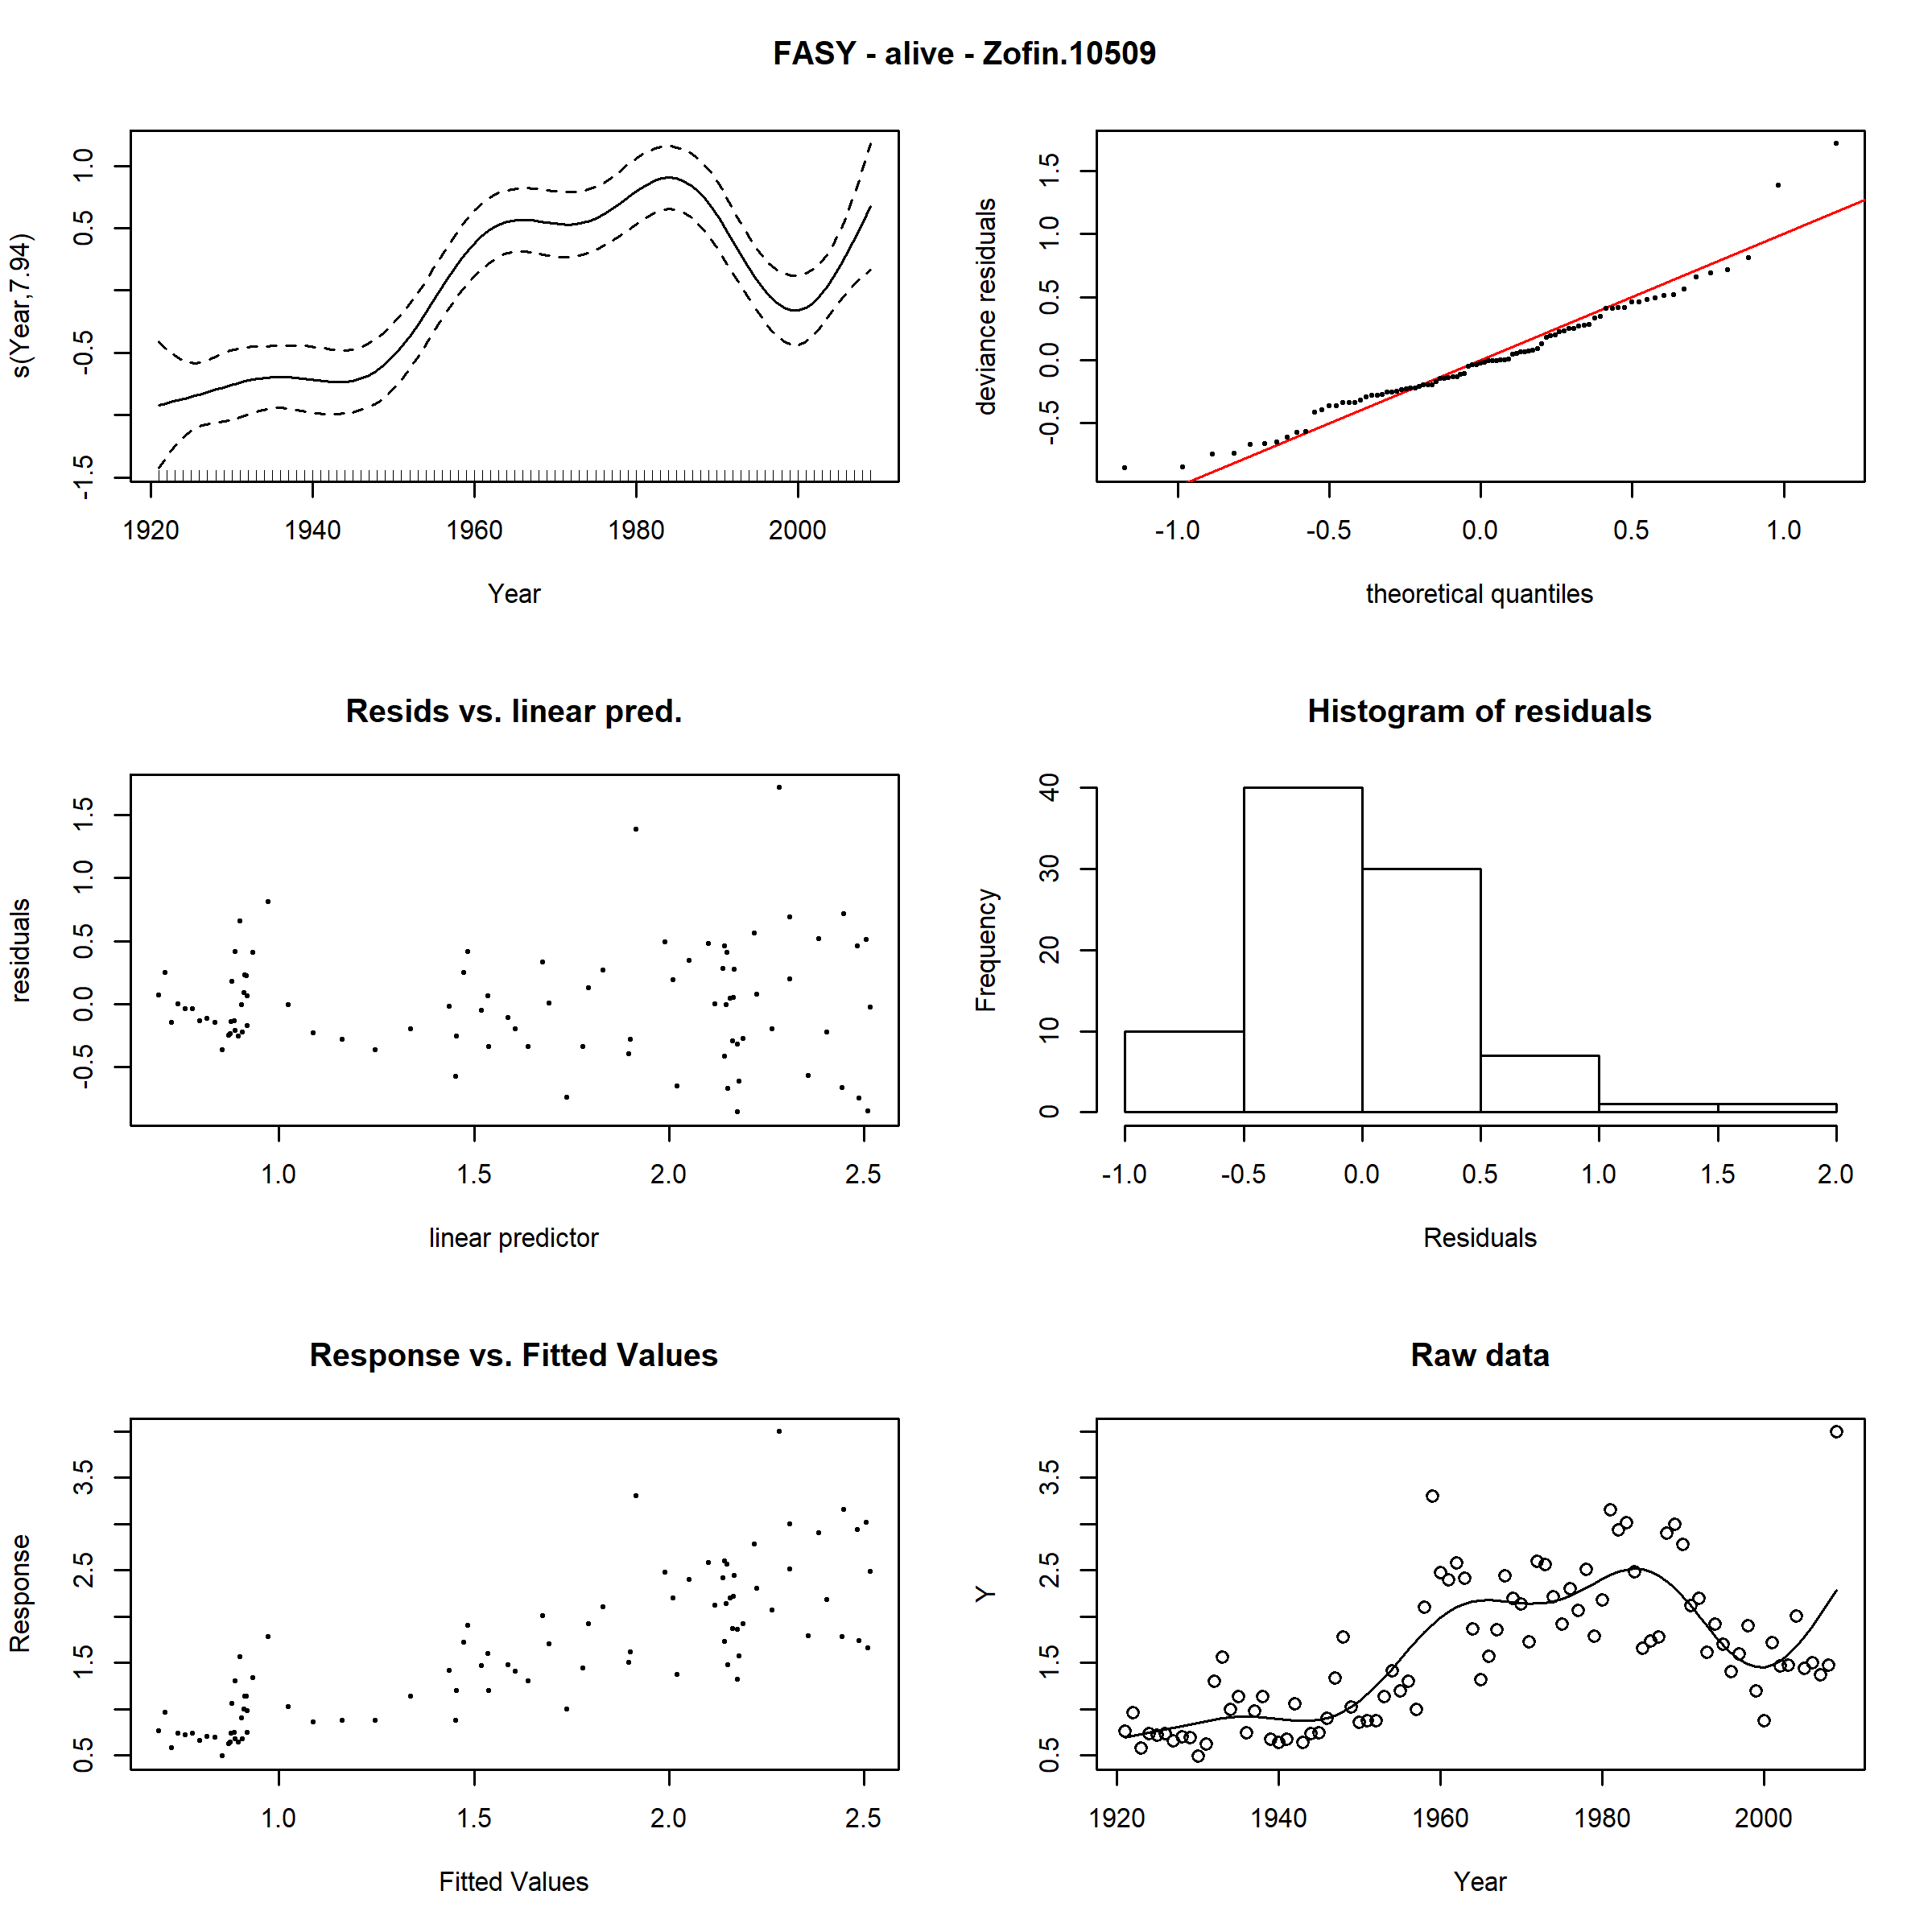 FASY - alive - Zofin.10509
s(Year,7.94)
-1.5 -0.5 0.5 1.0
1920 1940 1960 1980 2000
Year
deviance residuals
-0.5 0.0 0.5 1.0 1.5
-1.0 -0.5 0.0 0.5 1.0
theoretical quantiles
Resids vs. linear pred.
residuals
-0.5 0.0 0.5 1.0 1.5
1.0 1.5 2.0 2.5
linear predictor
Histogram of residuals
Frequency
0 10 20 30 40
-1.0 -0.5 0.0 0.5 1.0 1.5 2.0
Residuals
Response vs. Fitted Values
Response
0.5 1.5 2.5 3.5
1.0 1.5 2.0 2.5
Fitted Values
Raw data
Y
0.5 1.5 2.5 3.5
1920 1940 1960 1980 2000
Year